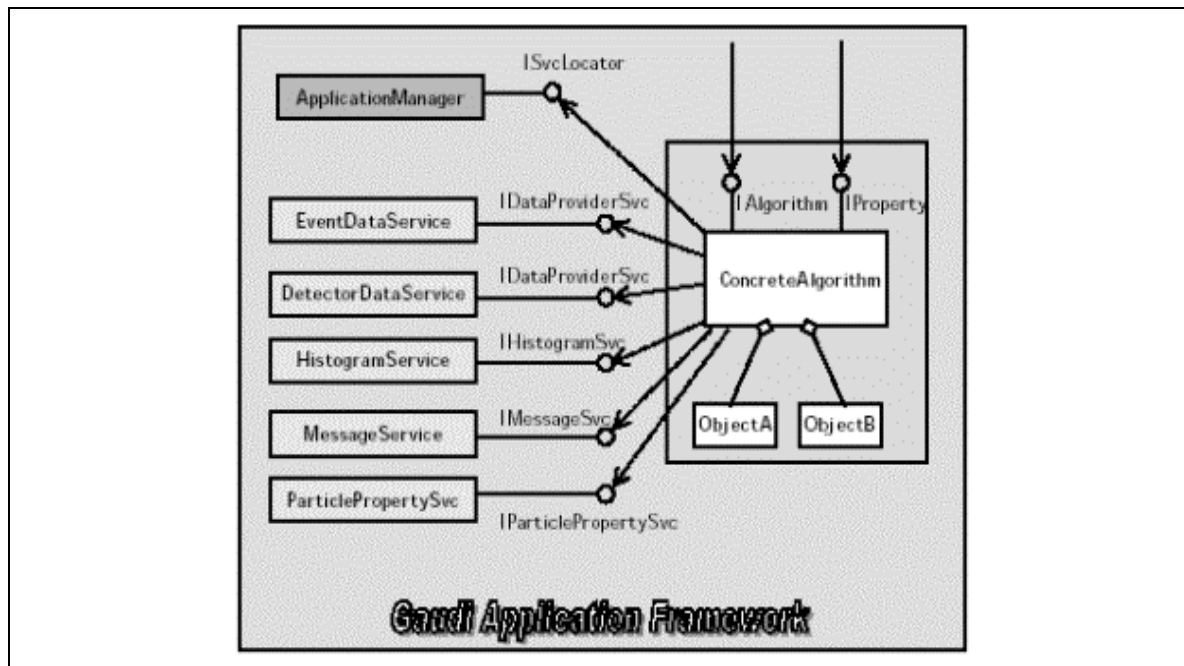 ISvcLocator
ApplicationManager
IDataProviderSvc
IAlgorithm
IProperty
EventDataService
IDataProviderSvc
ConcreteAlgorithm
DetectorDataService
IHistogramSvc
HistogramService
IMessageSvc
ObjectA
ObjectB
MessageService
ParticlePropertySvc
IParticlePropertySvc
Gaudi Application Framework